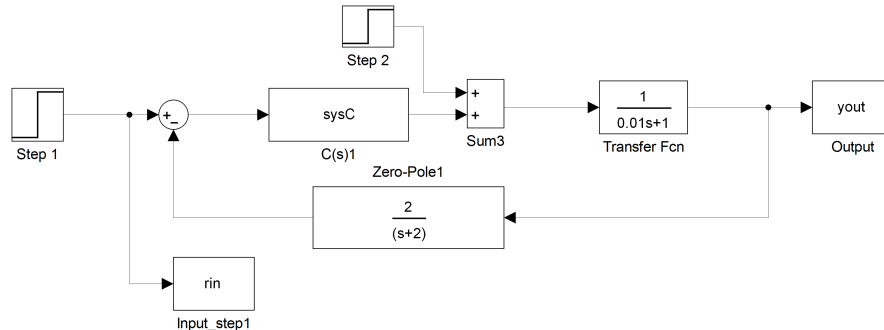 Step 2
+
+
Sum3
1
0.01s+1
Transfer Fcn
yout
Output
Step 1
+
−
sysC
C(s)1
Zero-Pole1
2
(s+2)
rin
Input_step1